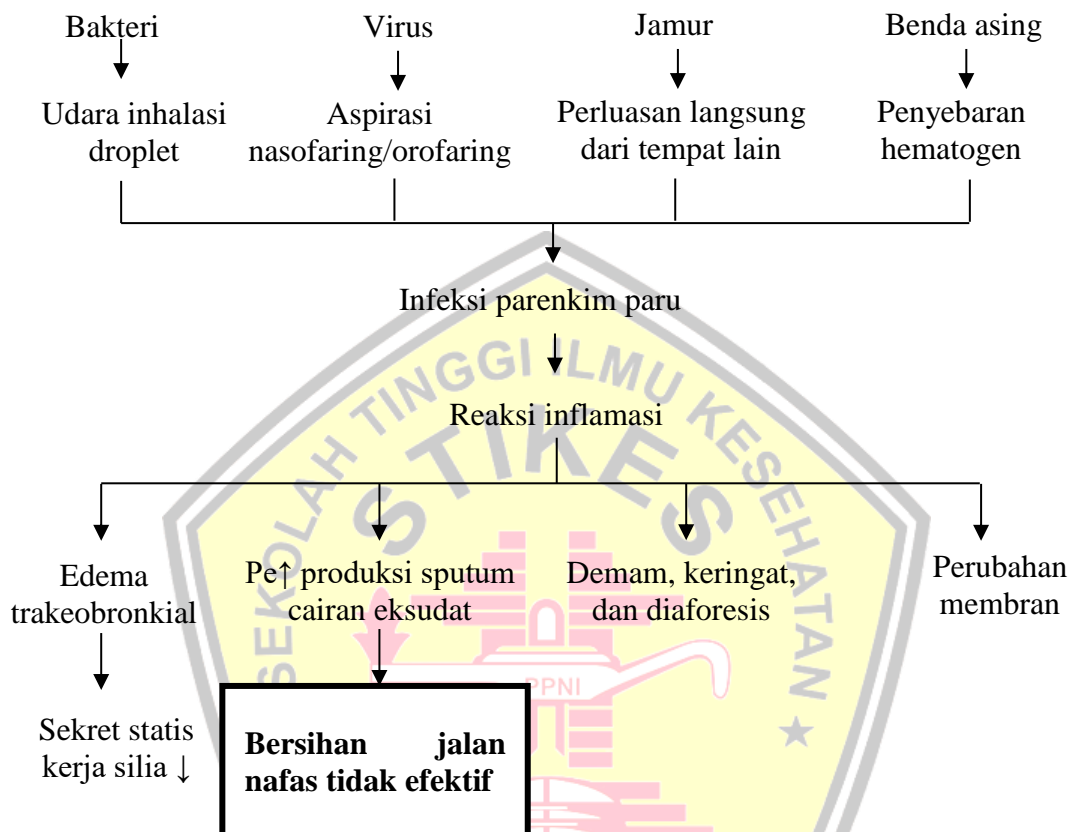 Bakteri
Virus
Jamur
Benda asing
Udara inhalasi
droplet
Aspirasi
nasofaring/orofaring
Perluasan langsung
dari tempat lain
Penyebaran
hematogen
Infeksi parenkim paru
Reaksi inflamasi
Edema
trakeobronkial
Pe↑ produksi sputum
cairan eksudat
Demam, keringat,
dan diaforesis
Perubahan
membran
Sekret statis
kerja silia ↓
Bersihan jalan
nafas tidak efektif
SEKOLAH TINGGI ILMU KESEHATAN ★
STIKES
PPNI